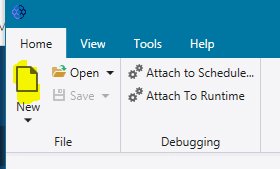 Home View Tools Help
Open
Save
New
File
Attach to Schedule...
Attach To Runtime
Debugging